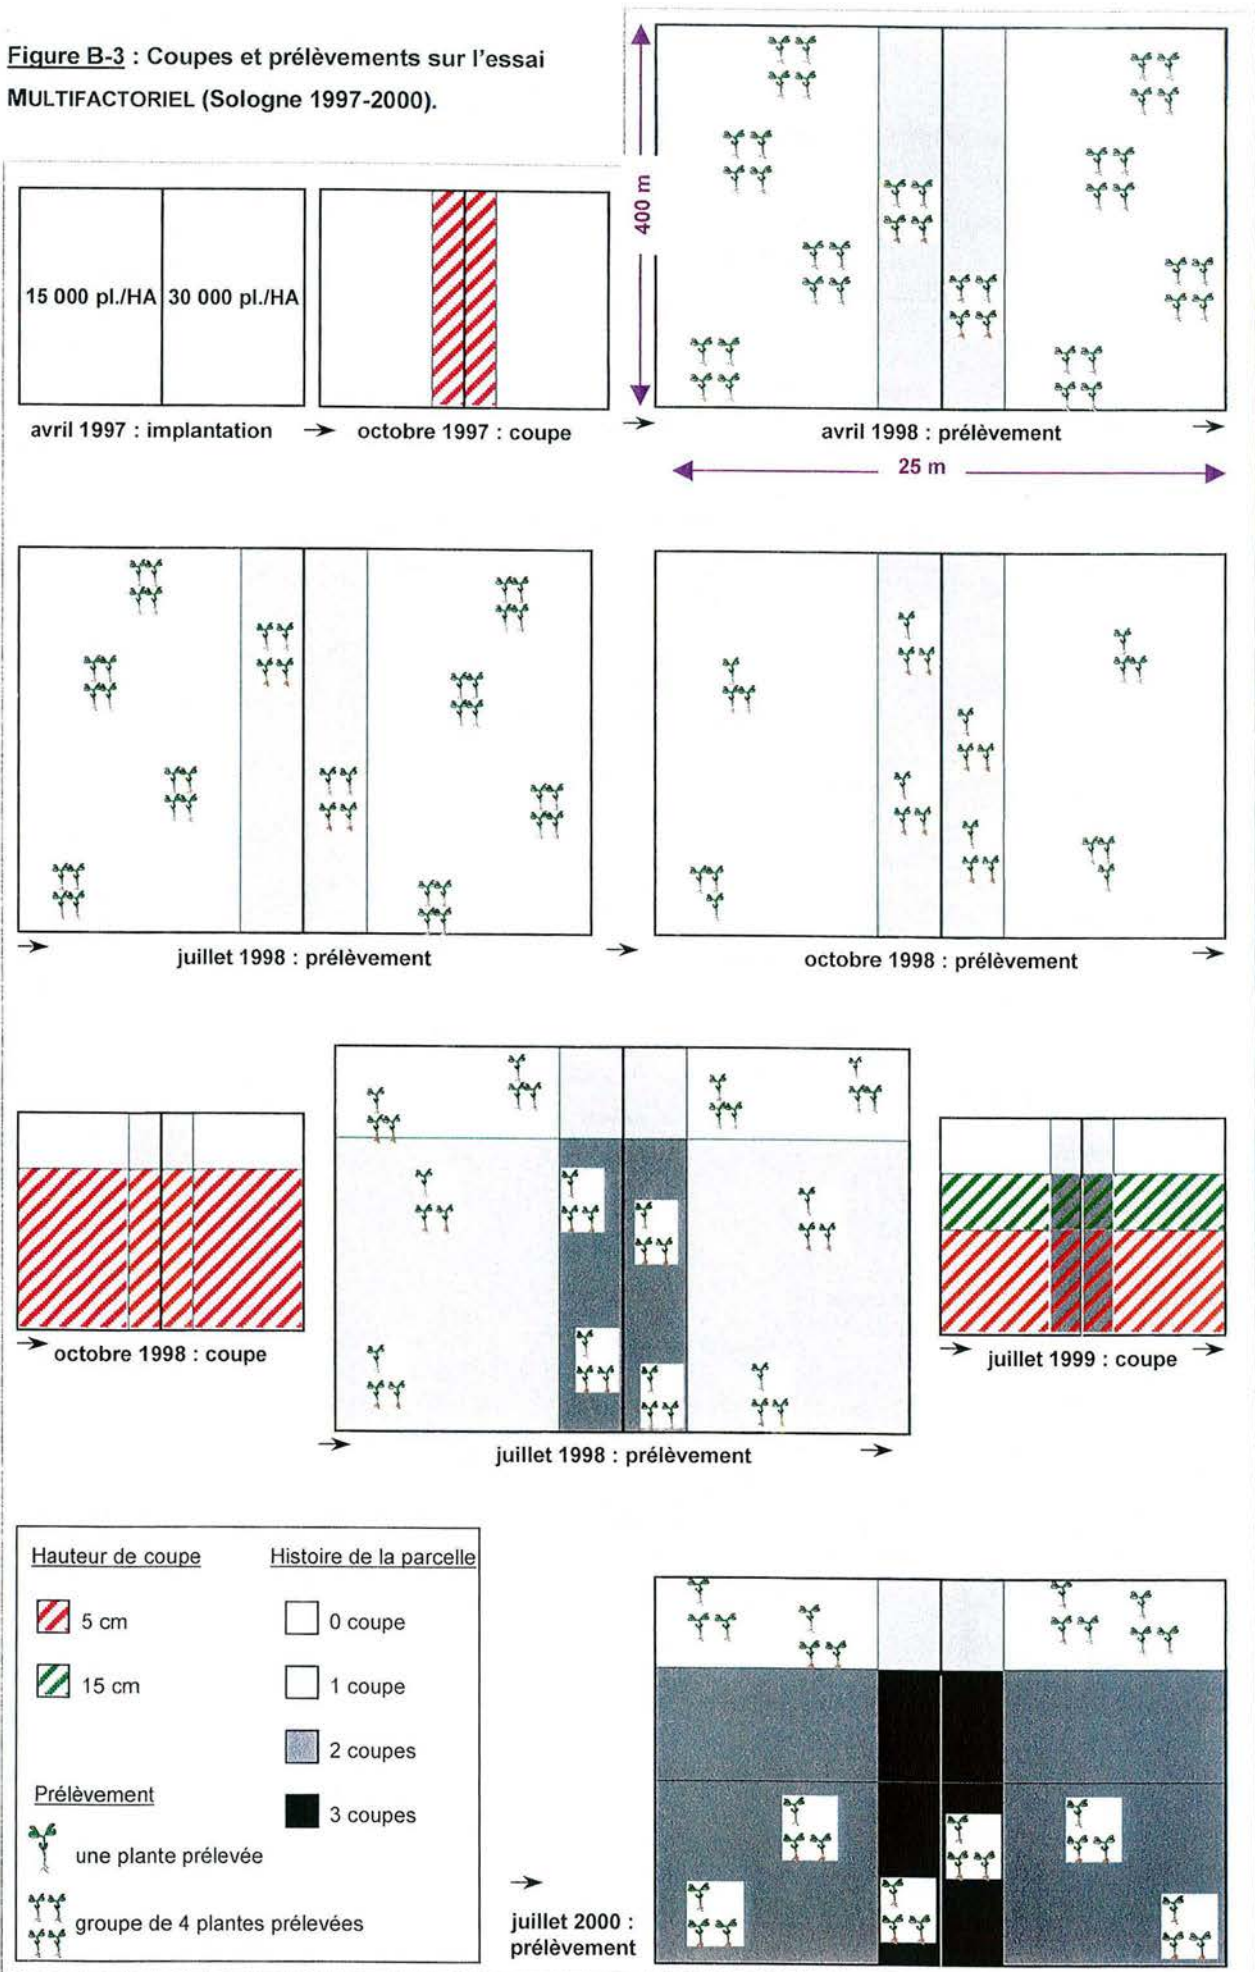 Figure B-3 : Coupes et prélèvements sur l'essai
MULTIFACTORIEL (Sologne 1997-2000).
400 m
15 000 pl./HA
30 000 pl./HA
avril 1997 : implantation
octobre 1997 : coupe
avril 1998 : prélèvement
25 m
juillet 1998 : prélèvement
octobre 1998 : prélèvement
octobre 1998 : coupe
juillet 1998 : prélèvement
juillet 1999 : coupe
Hauteur de coupe
5 cm
15 cm
Prélèvement
une plante prélevée
groupe de 4 plantes prélevées
Histoire de la parcelle
0 coupe
1 coupe
2 coupes
3 coupes
juillet 2000 :
prélèvement